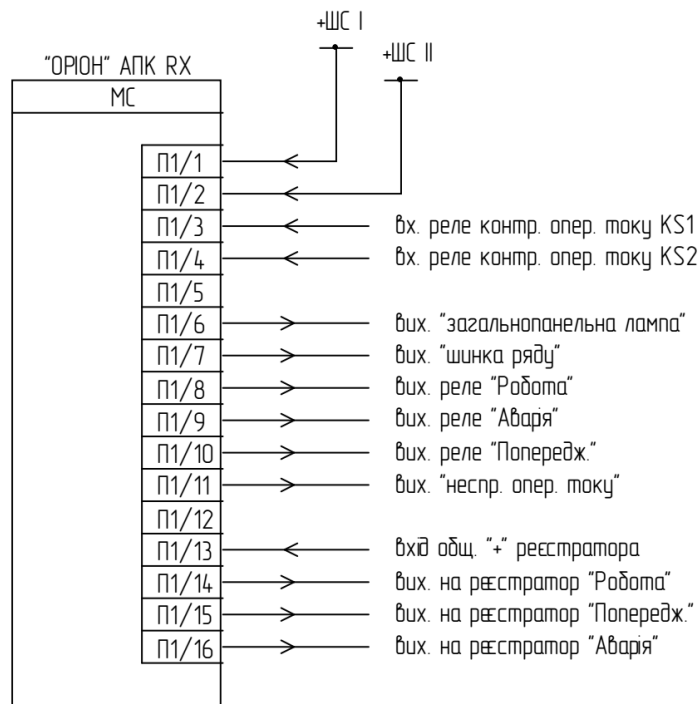 +ШС I
+ШС II
"ОРІОН" АПК RX
МС
П1/1
П1/2
П1/3 вх. реле контр. опер. току KS1
П1/4 вх. реле контр. опер. току KS2
П1/5
П1/6 вих. "загальнопанельна лампа"
П1/7 вих. "шинка ряду"
П1/8 вих. реле "Робота"
П1/9 вих. реле "Аварія"
П1/10 вих. реле "Попередж."
П1/11 вих. "неспр. опер. току"
П1/12
П1/13 вхід общ. "+" реєстратора
П1/14 вих. на реєстратор "Робота"
П1/15 вих. на реєстратор "Попередж."
П1/16 вих. на реєстратор "Аварія"